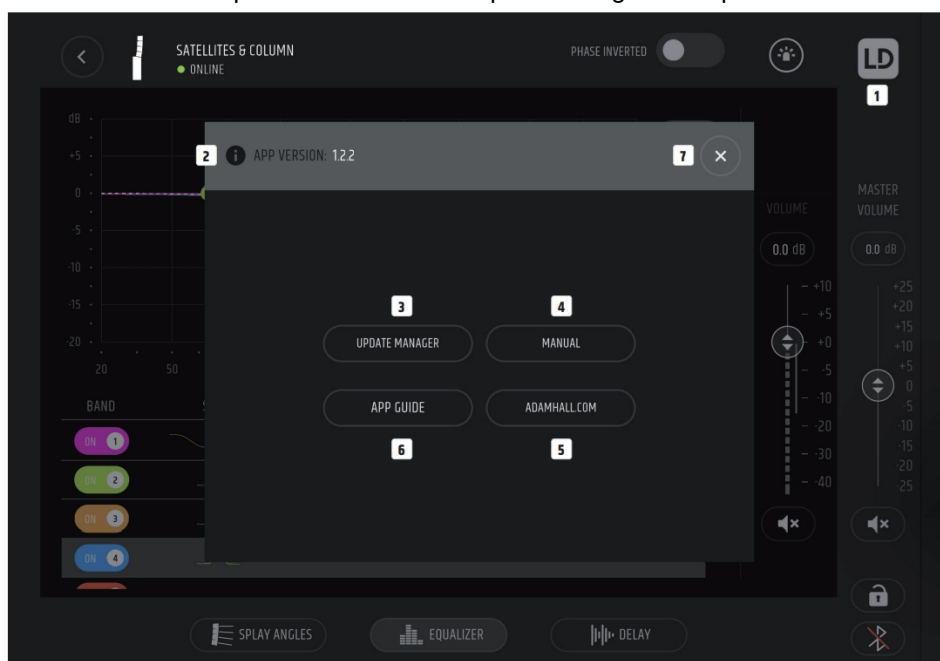 SATELLITES & COLUMN
ONLINE
PHASE INVERTED
LD
1
dB
+5
0
-5
-10
-15
-20
20 50
2 i APP VERSION: 1.2.2 7
3 4
UPDATE MANAGER MANUAL
APP GUIDE ADAMHALL.COM
6 5
VOLUME
0.0 dB
+10
+5
+0
-5
-10
-20
-30
-40
MASTER
VOLUME
0.0 dB
+25
+20
+15
+10
+5
0
-5
-10
-15
-20
-25
BAND
ON 1
ON 2
ON 3
ON 4
SPLAY ANGLES EQUALIZER DELAY